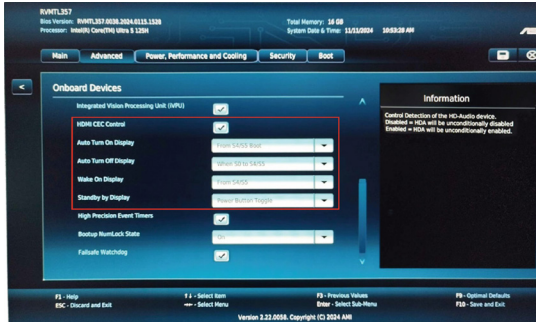 RVMTL357
Bios Version: RVMTL357.0036.2024.0115.1528
Total Memory: 16 GB
Processor: Intel(R) Core(TM) Ultra 5 125H
System Date & Time: 11/11/2024 10:53:28 AM
Main Advanced Power, Performance and Cooling Security Boot
<
Onboard Devices
Information
Integrated Vision Processing Unit (IVPU)
Control Detection of the HD-Audio device.
Disabled = HDA will be unconditionally disabled
Enabled = HDA will be unconditionally enabled.
HDMI CEC Control
Auto Turn On Display From S4/S5 Boot
Auto Turn Off Display When S0 to S4/S5
Wake On Display From S4/S5
Standby by Display Power Button Toggle
High Precision Event Timers
Bootup NumLock State On
Failsafe Watchdog
F1 - Help
↑↓ - Select Item
F3 - Previous Values
F9 - Optimal Defaults
ESC - Discard and Exit
→← - Select Menu
Enter - Select Sub-Menu
F10 - Save and Exit
Version 2.22.0058. Copyright (C) 2024 AMI